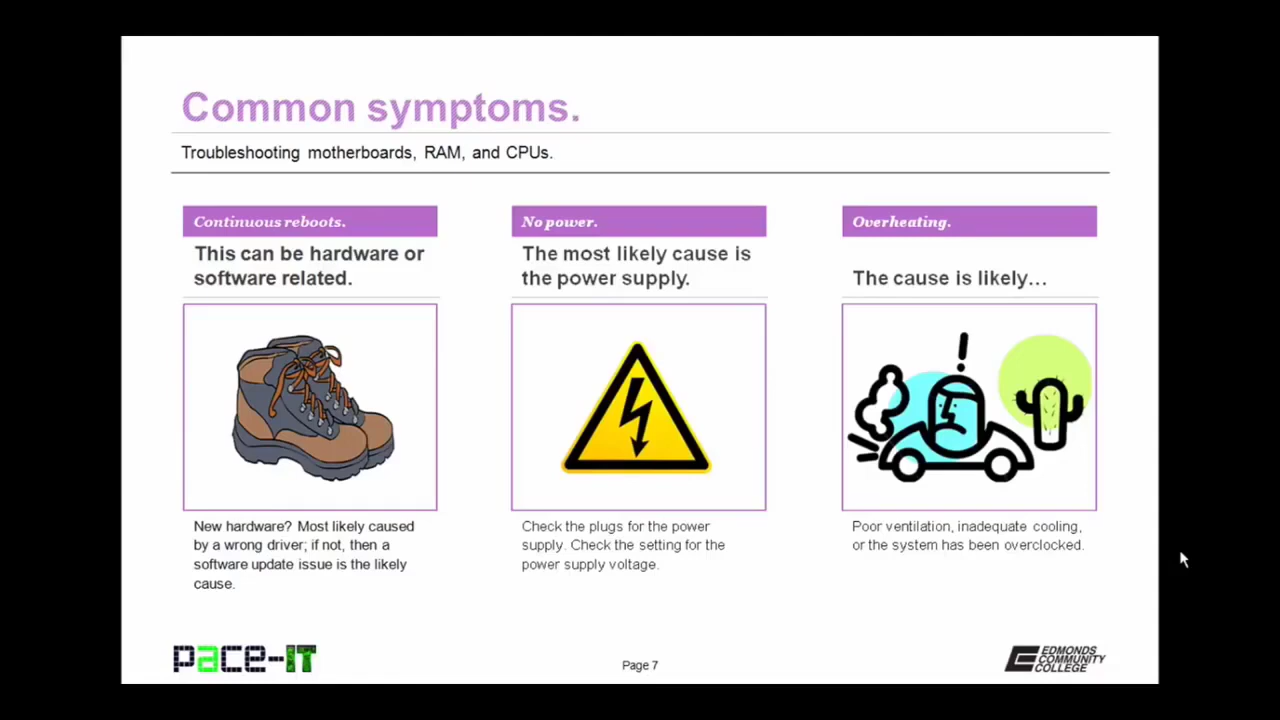 Common symptoms.
Troubleshooting motherboards, RAM, and CPUs.
Continuous reboots.
This can be hardware or
software related.
New hardware? Most likely caused
by a wrong driver; if not, then a
software update issue is the likely
cause.
No power.
The most likely cause is
the power supply.
Check the plugs for the power
supply. Check the setting for the
power supply voltage.
Overheating.
The cause is likely...
!
Poor ventilation, inadequate cooling,
or the system has been overclocked.
pace-IT
Page 7
EDMONDS
COMMUNITY
COLLEGE